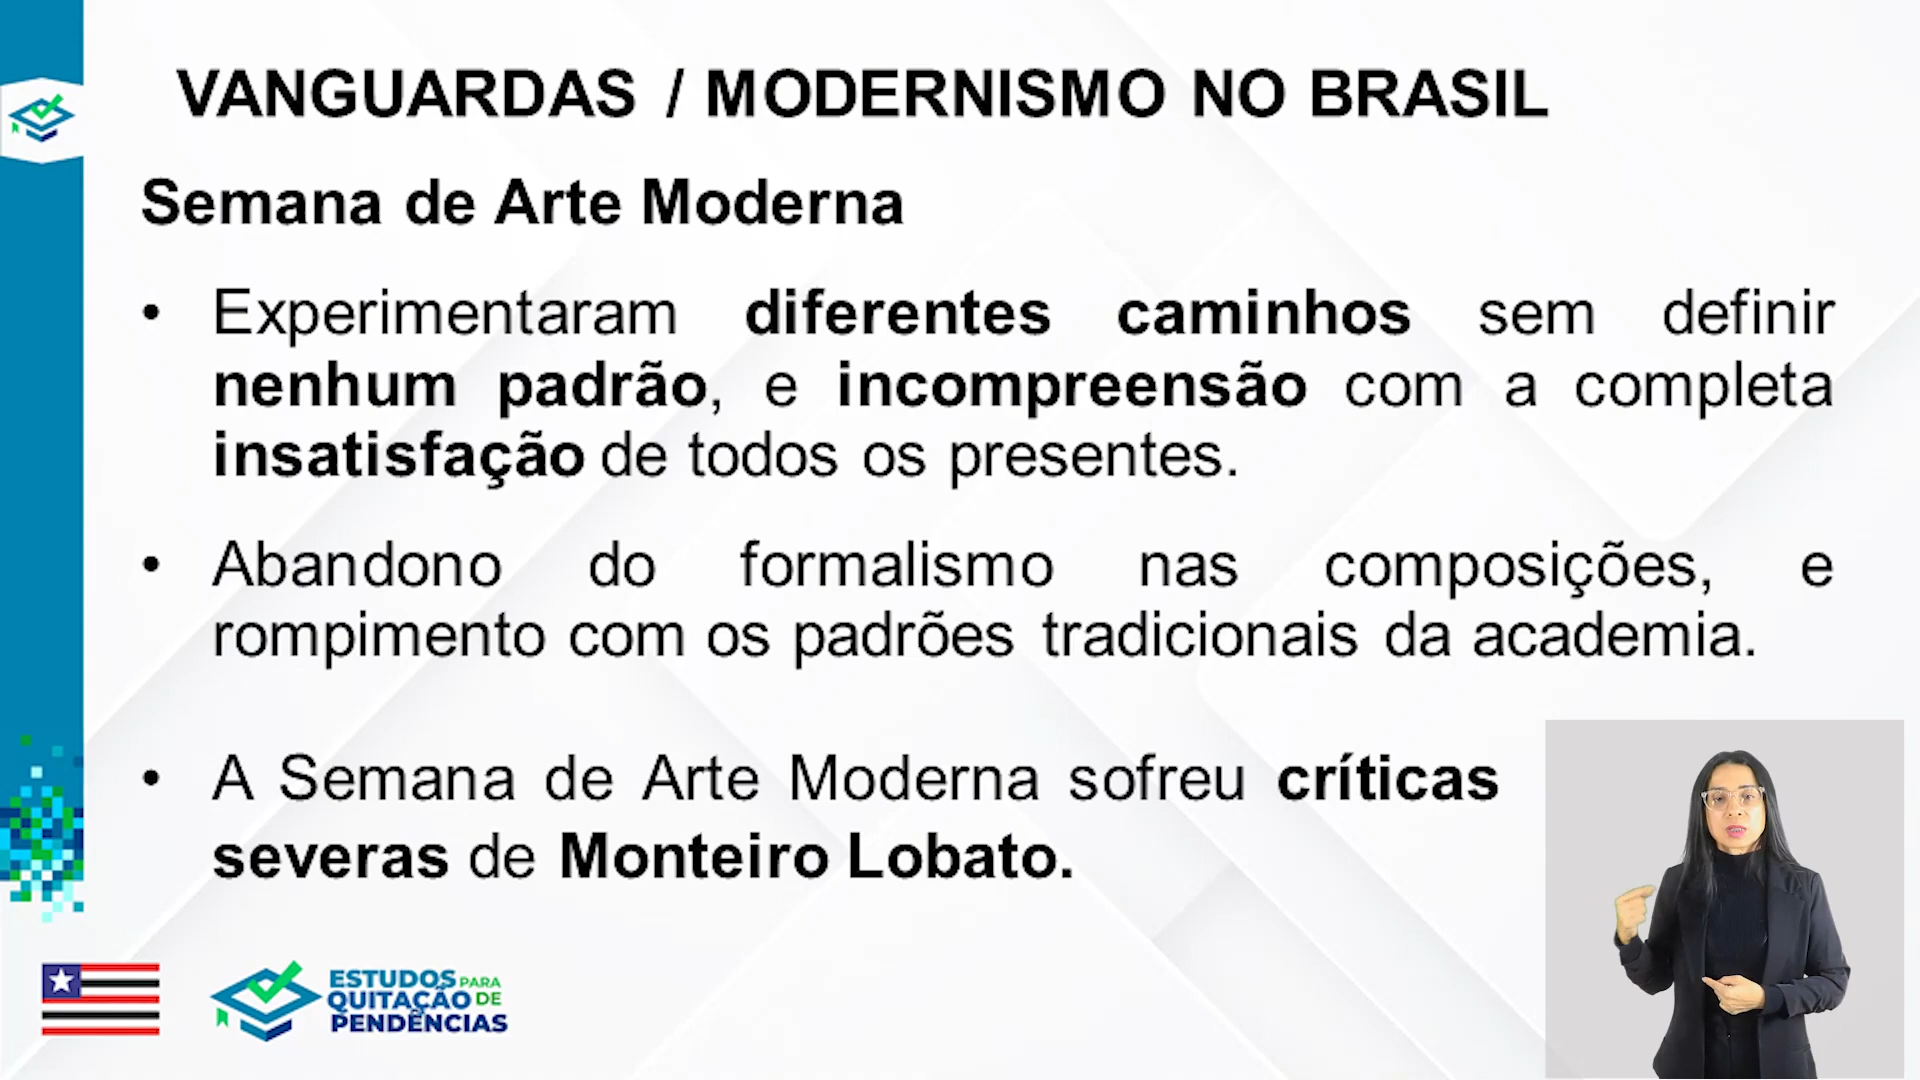 VANGUARDAS / MODERNISMO NO BRASIL
Semana de Arte Moderna
• Experimentaram diferentes caminhos sem definir
nenhum padrão, e incompreensão com a completa
insatisfação de todos os presentes.
• Abandono do formalismo nas composições, e
rompimento com os padrões tradicionais da academia.
• A Semana de Arte Moderna sofreu críticas
severas de Monteiro Lobato.
ESTUDOS PARA
QUITAÇÃO DE
PENDÊNCIAS